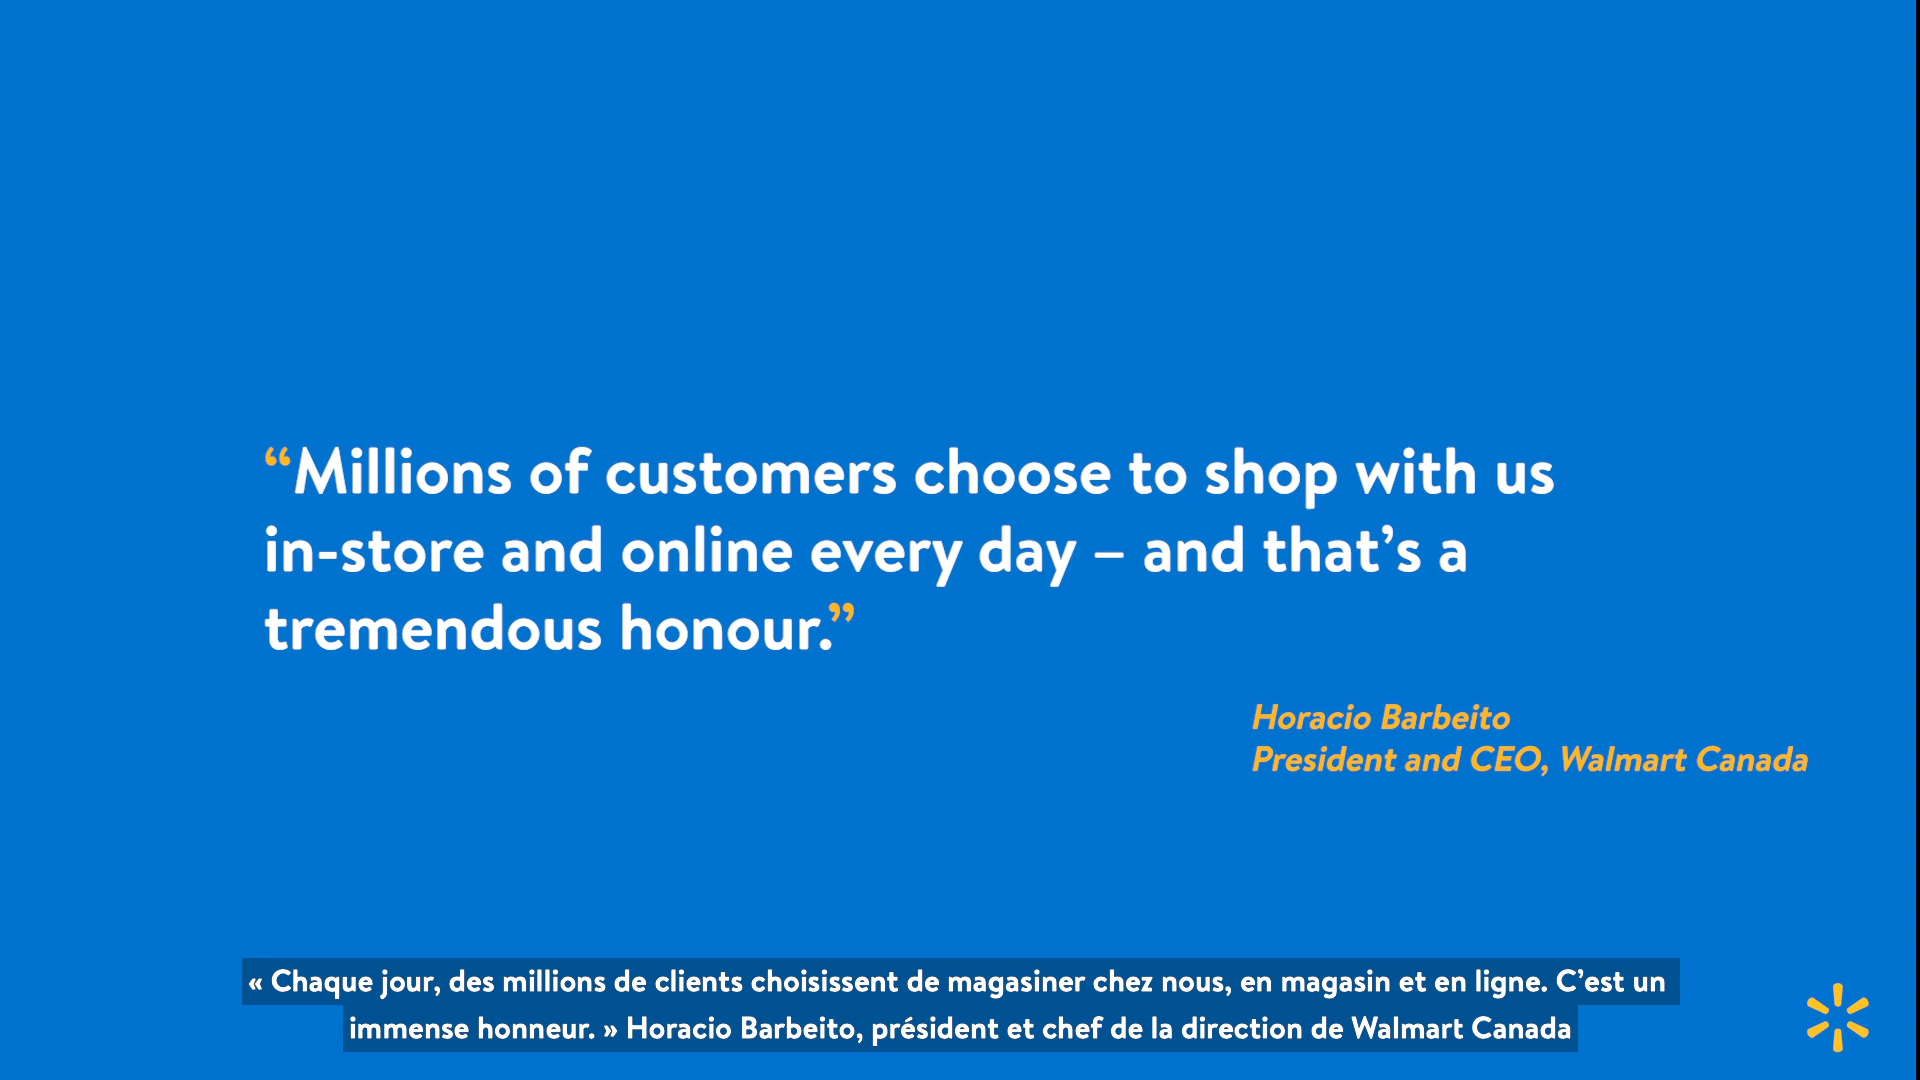 “Millions of customers choose to shop with us
in-store and online every day – and that’s a
tremendous honour.”
Horacio Barbeito
President and CEO, Walmart Canada
« Chaque jour, des millions de clients choisissent de magasiner chez nous, en magasin et en ligne. C’est un
immense honneur. » Horacio Barbeito, président et chef de la direction de Walmart Canada